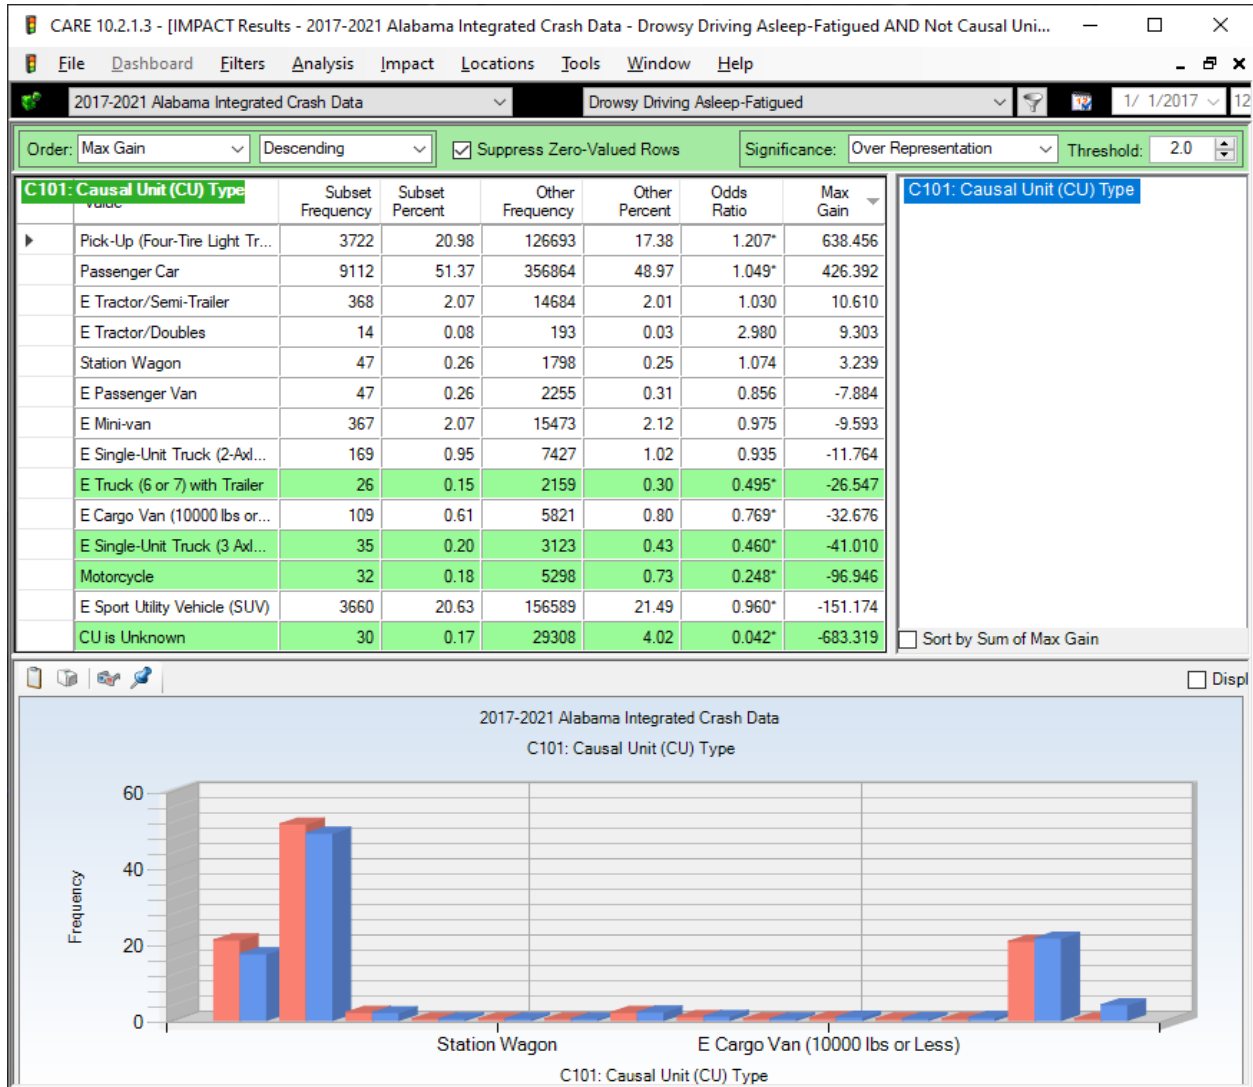 CARE 10.2.1.3 - [IMPACT Results - 2017-2021 Alabama Integrated Crash Data - Drowsy Driving Asleep-Fatigued AND Not Causal Uni...
File Dashboard Filters Analysis Impact Locations Tools Window Help
2017-2021 Alabama Integrated Crash Data Drowsy Driving Asleep-Fatigued 1/ 1/2017 12
Order: Max Gain Descending Suppress Zero-Valued Rows Significance: Over Representation Threshold: 2.0
C101: Causal Unit (CU) Type Subset Frequency Subset Percent Other Frequency Other Percent Odds Ratio Max Gain C101: Causal Unit (CU) Type
Pick-Up (Four-Tire Light Tr... 3722 20.98 126693 17.38 1.207* 638.456
Passenger Car 9112 51.37 356864 48.97 1.049* 426.392
E Tractor/Semi-Trailer 368 2.07 14684 2.01 1.030 10.610
E Tractor/Doubles 14 0.08 193 0.03 2.980 9.303
Station Wagon 47 0.26 1798 0.25 1.074 3.239
E Passenger Van 47 0.26 2255 0.31 0.856 -7.884
E Mini-van 367 2.07 15473 2.12 0.975 -9.593
E Single-Unit Truck (2-Axl... 169 0.95 7427 1.02 0.935 -11.764
E Truck (6 or 7) with Trailer 26 0.15 2159 0.30 0.495* -26.547
E Cargo Van (10000 lbs or... 109 0.61 5821 0.80 0.769* -32.676
E Single-Unit Truck (3 Axl... 35 0.20 3123 0.43 0.460* -41.010
Motorcycle 32 0.18 5298 0.73 0.248* -96.946
E Sport Utility Vehicle (SUV) 3660 20.63 156589 21.49 0.960* -151.174
CU is Unknown 30 0.17 29308 4.02 0.042* -683.319
Sort by Sum of Max Gain
Displ
2017-2021 Alabama Integrated Crash Data
C101: Causal Unit (CU) Type
60
40
20
0
Frequency
Station Wagon E Cargo Van (10000 lbs or Less)
C101: Causal Unit (CU) Type